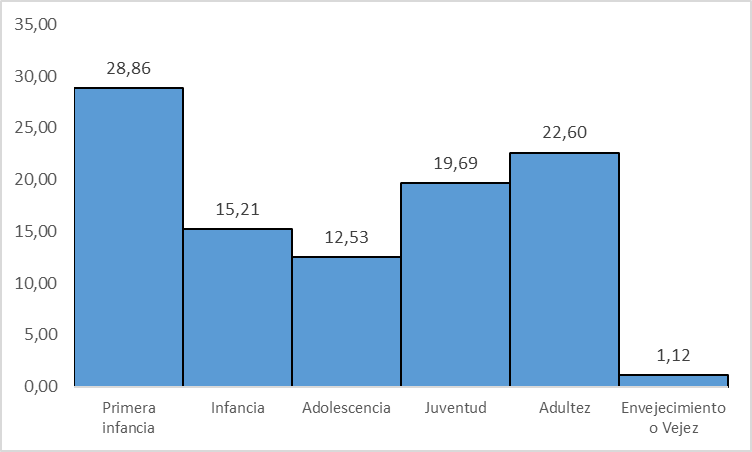 35,00
30,00
25,00
20,00
15,00
10,00
5,00
0,00
28,86
15,21
12,53
19,69
22,60
1,12
Primera
infancia
Infancia
Adolescencia
Juventud
Adultez
Envejecimiento
o Vejez